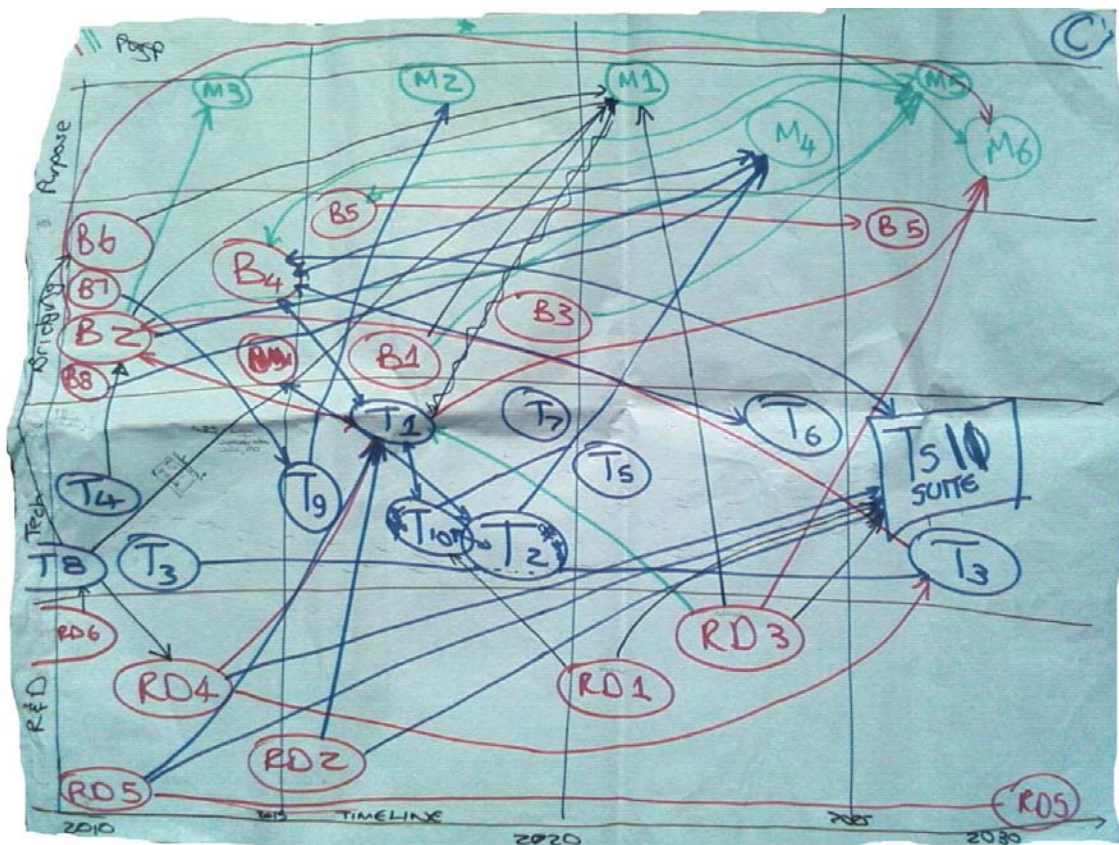 C
M3
M2
M1
M5
M4
M6
Purpose
B5
B5
B6
B4
B7
B3
B2
B1
B8
Bridging
T1
T7
T6
T5
TS 10
SUITE
T4
T9
T10
T2
Tech
T8
T3
T3
RD6
RD3
RD4
RD1
R&D
RD2
RD5
RD5
TIMELINE
2010
2015
2020
2025
2030